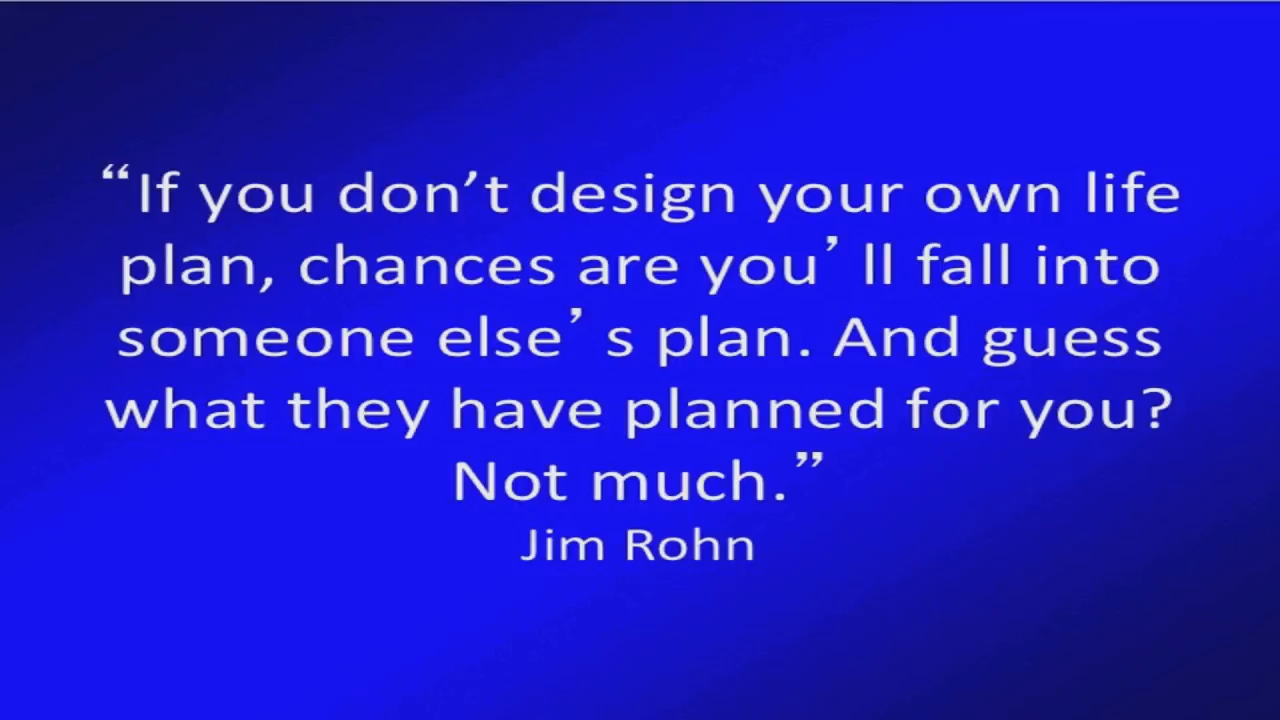 “If you don’t design your own life
plan, chances are you’ ll fall into
someone else’ s plan. And guess
what they have planned for you?
Not much.”
Jim Rohn